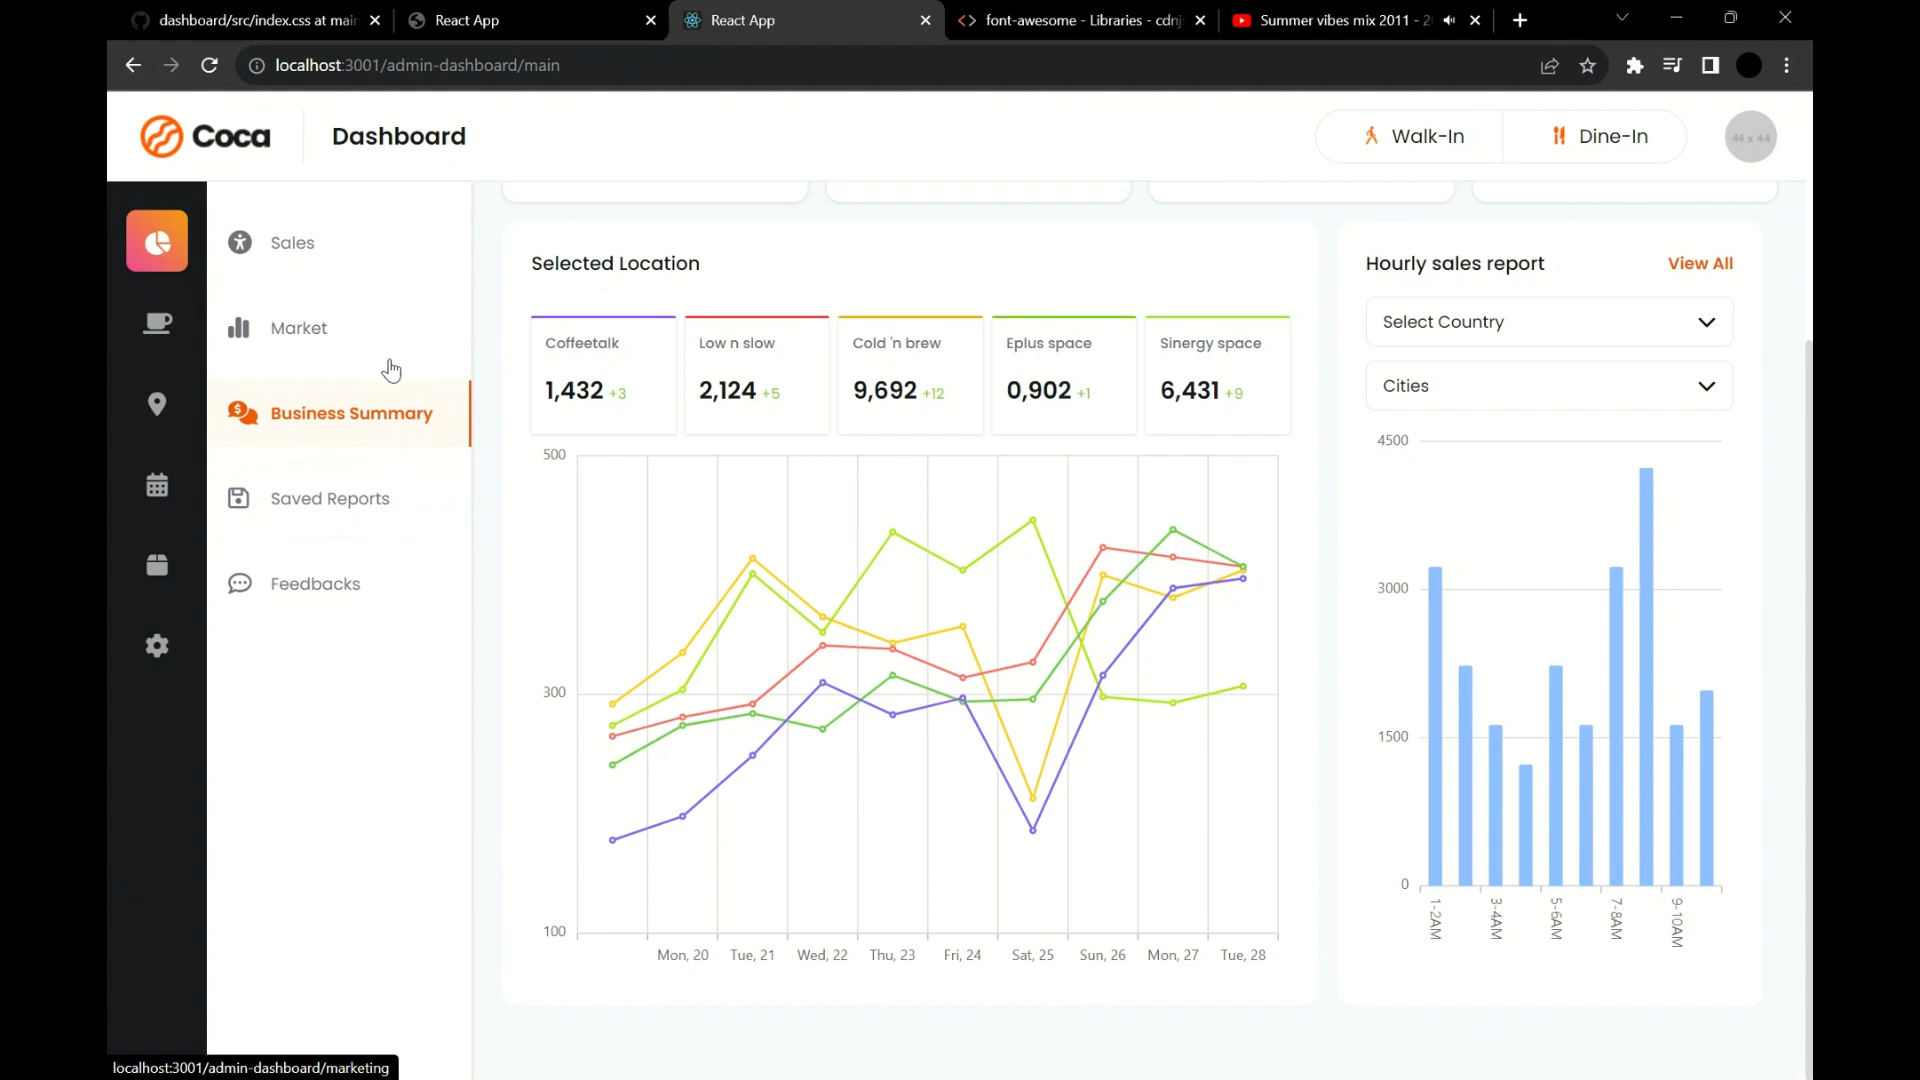 dashboard/src/index.css at mai
React App
React App
font-awesome - Libraries - cdnj
Summer vibes mix 2011 - 2
localhost:3001/admin-dashboard/main
Coca
Dashboard
Walk-In
Dine-In
44 x 44
Sales
Market
Business Summary
Saved Reports
Feedbacks
Selected Location
Coffeetalk
1,432 +3
Low n slow
2,124 +5
Cold 'n brew
9,692 +12
Eplus space
0,902 +1
Sinergy space
6,431 +9
500
300
100
Mon, 20
Tue, 21
Wed, 22
Thu, 23
Fri, 24
Sat, 25
Sun, 26
Mon, 27
Tue, 28
Hourly sales report
View All
Select Country
Cities
4500
3000
1500
0
1-2AM
3-4AM
5-6AM
7-8AM
9-10AM
localhost:3001/admin-dashboard/marketing